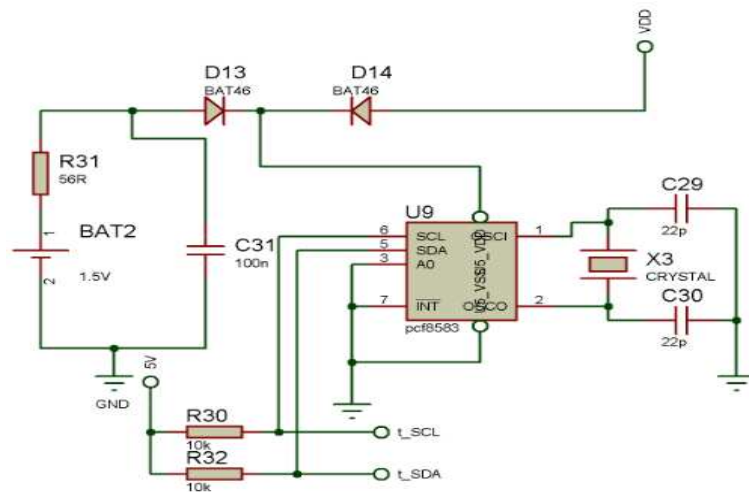 VDD
D13
BAT46
D14
BAT46
R31
56R
1
BAT2
2
1.5V
C31
100n
U9
6
SCL
5
SDA
3
A0
7
INT
OSCI
1
OSCO
2
pcf8583
C29
22p
X3
CRYSTAL
C30
22p
GND
5V
R30
10k
t_SCL
R32
10k
t_SDA